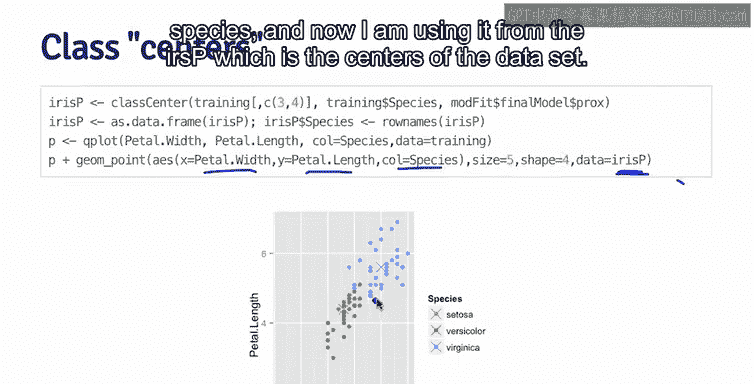 species, and now I am using it from the
Class "centers"
irsP which is the centers of the data set.
irisP <- classCenter(training[,c(3,4)], training$Species, modFit$finalModel$prox)
irisP <- as.data.frame(irisP); irisP$Species <- rownames(irisP)
p <- qplot(Petal.Width, Petal.Length, col=Species,data=training)
p + geom_point(aes(x=Petal.Width,y=Petal.Length,col=Species),size=5,shape=4,data=irisP)
6
4
Petal.Length
Species
setosa
versicolor
virginica